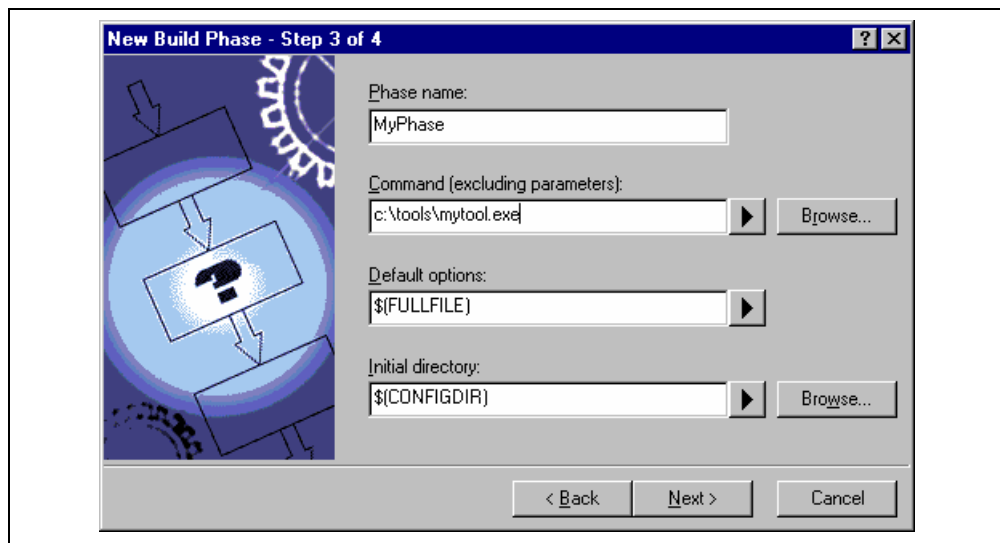 New Build Phase - Step 3 of 4
Phase name:
MyPhase
Command (excluding parameters):
c:\tools\mytool.exe
Browse...
Default options:
$(FULLFILE)
Initial directory:
$(CONFIGDIR)
Browse...
< Back
Next >
Cancel